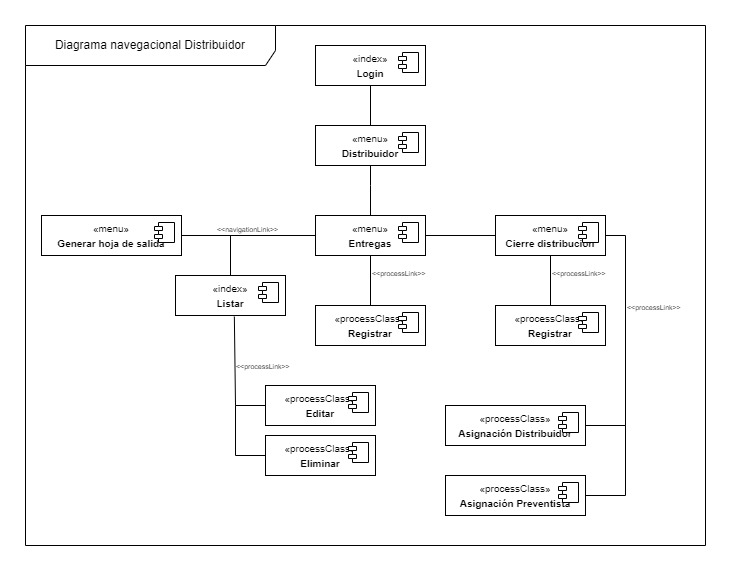 Diagrama navegacional Distribuidor
«index»
Login
«menu»
Distribuidor
«menu»
Generar hoja de salida
<<navigationLink>>
«menu»
Entregas
«menu»
Cierre distribución
«index»
Listar
<<processLink>>
«processClass
Registrar
<<processLink>>
«processClass»
Registrar
<<processLink>>
<<processLink>>
«processClass
Editar
«processClass
Eliminar
«processClass»
Asignación Distribuidor
«processClass»
Asignación Preventista